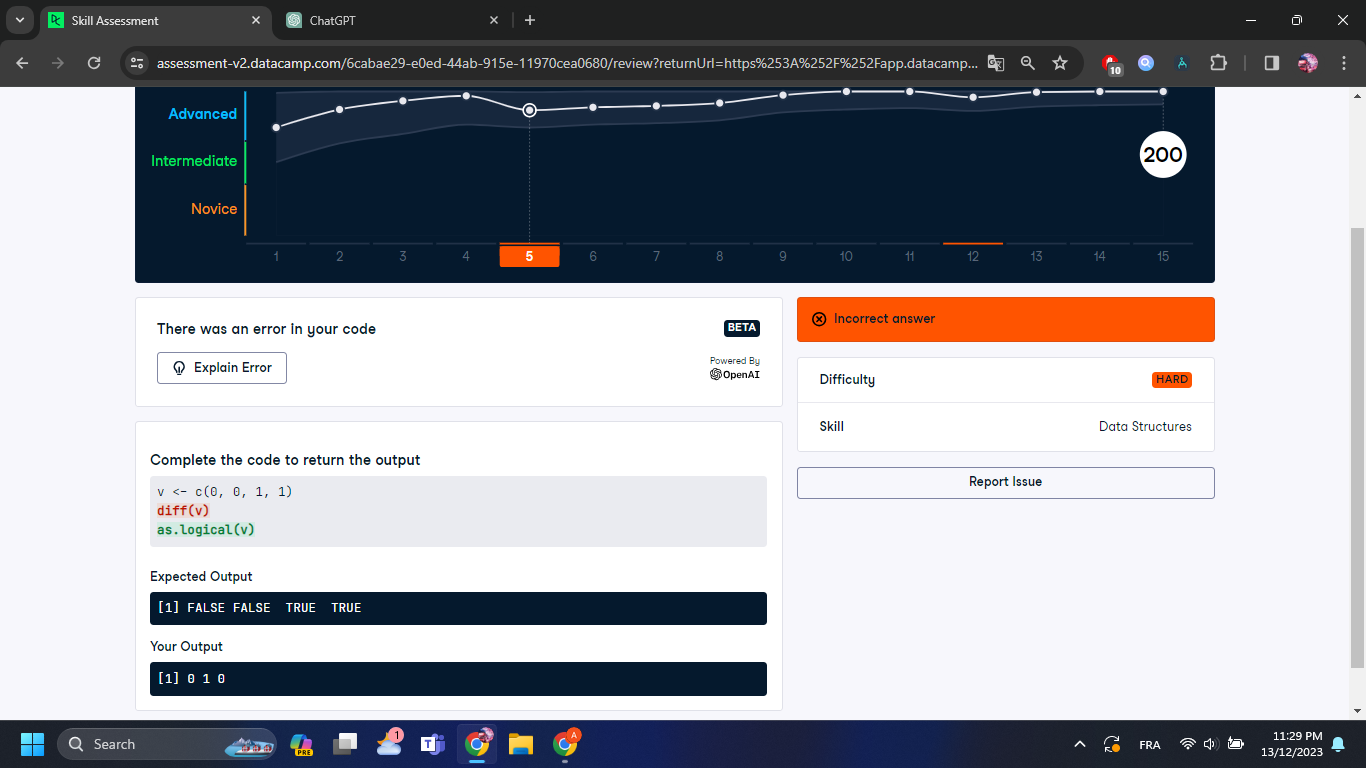 Skill Assessment
ChatGPT
assessment-v2.datacamp.com/6cabae29-e0ed-44ab-915e-11970cea0680/review?returnUrl=https%253A%252F%252Fapp.datacamp...
10
Advanced
Intermediate
Novice
200
1 2 3 4 5 6 7 8 9 10 11 12 13 14 15
There was an error in your code
BETA
Explain Error
Powered By
OpenAI
Incorrect answer
Difficulty
HARD
Skill
Data Structures
Report Issue
Complete the code to return the output
v <- c(0, 0, 1, 1)
diff(v)
as.logical(v)
Expected Output
[1] FALSE FALSE  TRUE  TRUE
Your Output
[1] 0 1 0
Search
PRE
1
A
FRA
11:29 PM
13/12/2023